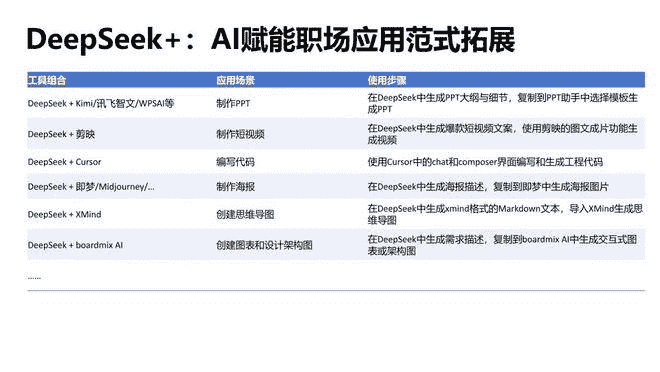 DeepSeek+：AI赋能职场应用范式拓展
工具组合 应用场景 使用步骤
DeepSeek + Kimi/讯飞智文/WPSAI等 制作PPT 在DeepSeek中生成PPT大纲与细节，复制到PPT助手中选择模板生
成PPT
DeepSeek + 剪映 制作短视频 在DeepSeek中生成爆款短视频文案，使用剪映的图文成片功能生
成视频
DeepSeek + Cursor 编写代码 使用Cursor中的chat和composer界面编写和生成工程代码
DeepSeek + 即梦/Midjourney/... 制作海报 在DeepSeek中生成海报描述，复制到即梦中生成海报图片
DeepSeek + XMind 创建思维导图 在DeepSeek中生成xmind格式的Markdown文本，导入XMind生成思
维导图
DeepSeek + boardmix AI 创建图表和设计架构图 在DeepSeek中生成需求描述，复制到boardmix AI中生成交互式图
表或架构图
……